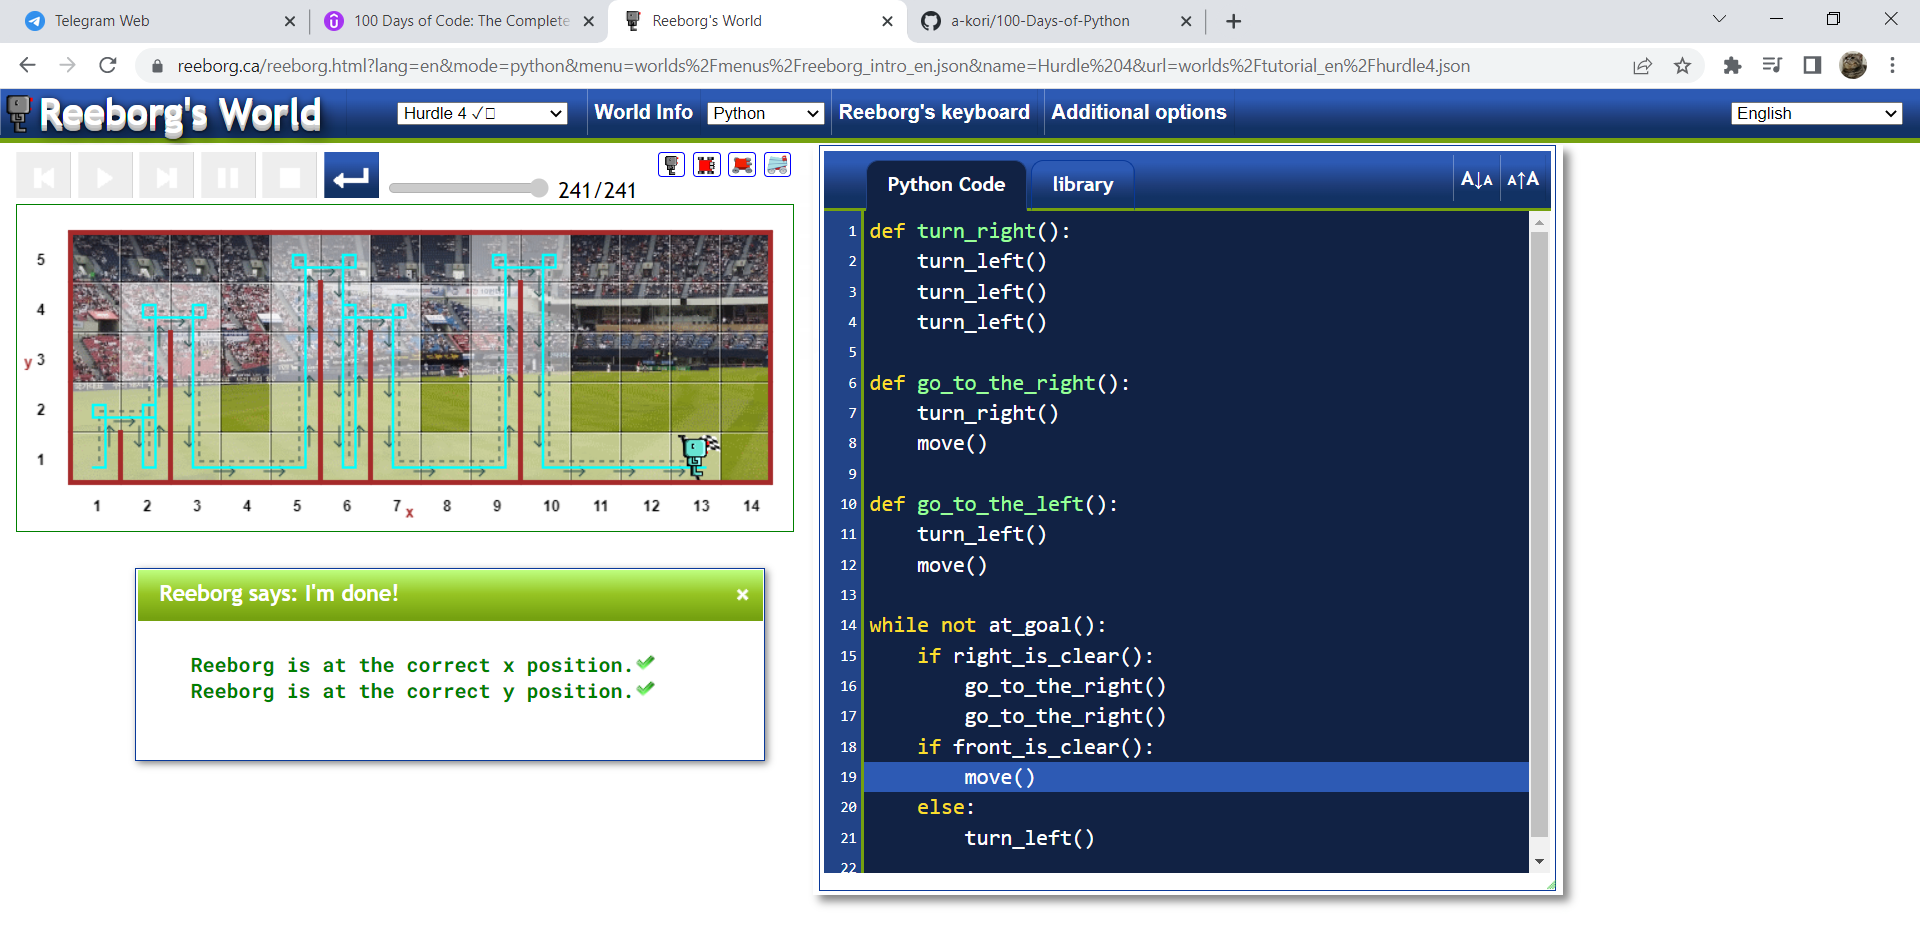 Telegram Web
100 Days of Code: The Complete
Reeborg's World
a-kori/100-Days-of-Python
reeborg.ca/reeborg.html?lang=en&mode=python&menu=worlds%2Fmenus%2Freeborg_intro_en.json&name=Hurdle%204&url=worlds%2Ftutorial_en%2Fhurdle4.json
Reeborg's World
Hurdle 4 ✓
World Info
Python
Reeborg's keyboard
Additional options
English
241/241
5
4
y 3
2
1
1 2 3 4 5 6 7 8 9 10 11 12 13 14
x
Reeborg says: I'm done!
×
Reeborg is at the correct x position.
Reeborg is at the correct y position.
Python Code
library
A↓A
A↑A
1 def turn_right():
2 turn_left()
3 turn_left()
4 turn_left()
5
6 def go_to_the_right():
7 turn_right()
8 move()
9
10 def go_to_the_left():
11 turn_left()
12 move()
13
14 while not at_goal():
15 if right_is_clear():
16 go_to_the_right()
17 go_to_the_right()
18 if front_is_clear():
19 move()
20 else:
21 turn_left()
22